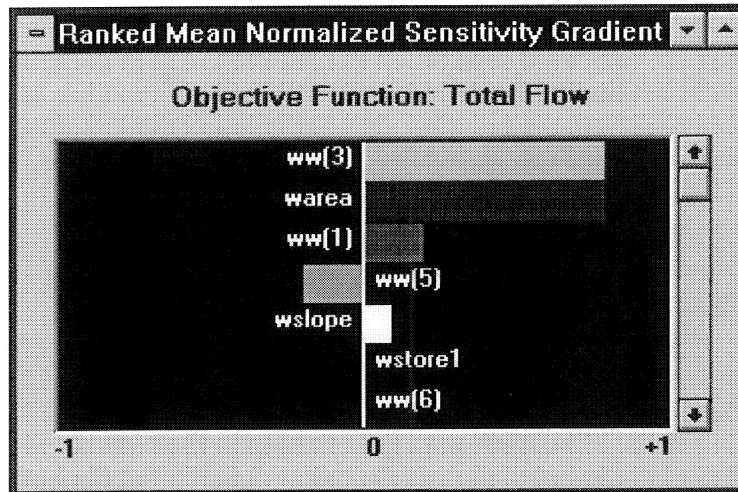 Ranked Mean Normalized Sensitivity Gradient
Objective Function: Total Flow
ww(3)
warea
ww(1)
ww(5)
wslope
wstore1
ww(6)
-1 0 +1